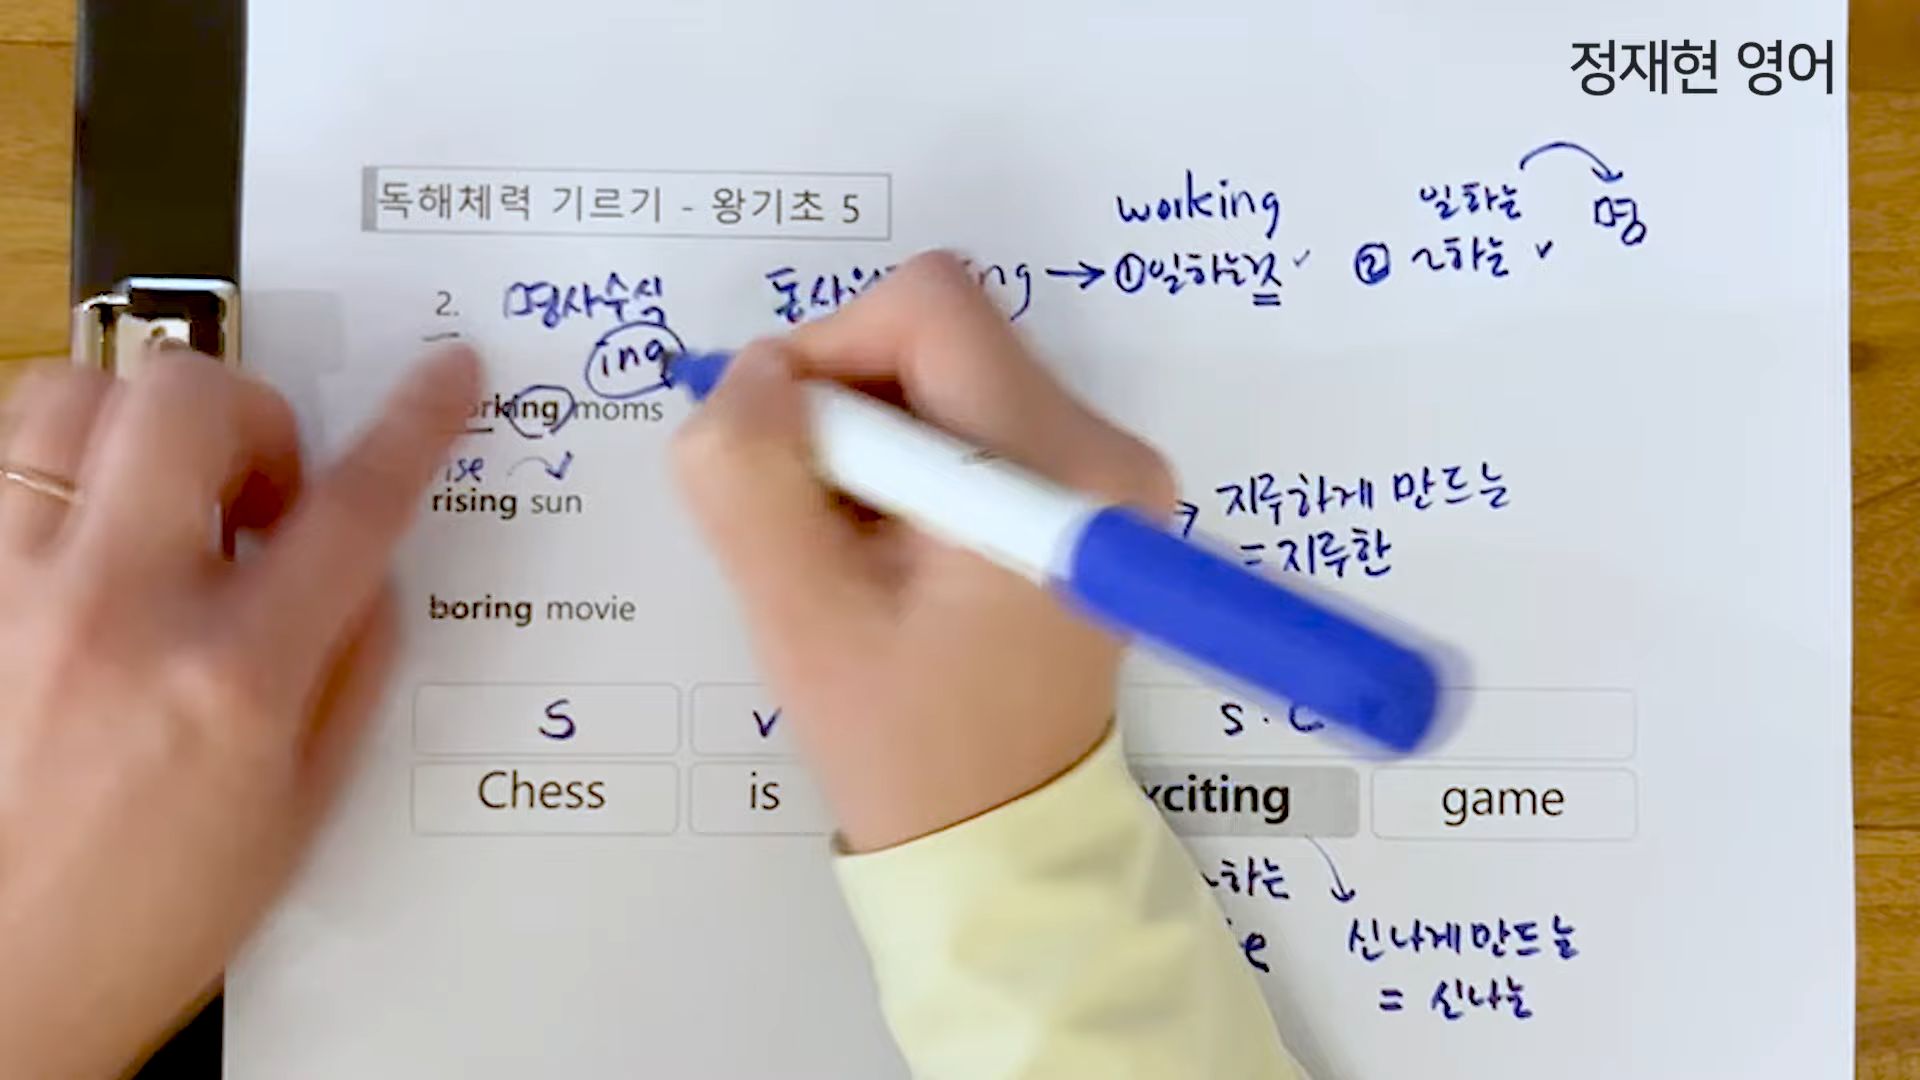 정재현 영어
독해체력 기르기 - 왕기초 5
working
일하는
명
2. 명사수식
ing → ①일하는것 ✓ ② ~하는 ✓
ing
orking moms
rising sun
→ 지루하게 만드는
= 지루한
boring movie
S V S.C
Chess is xciting game
~하는
신나게 만드는
= 신나는